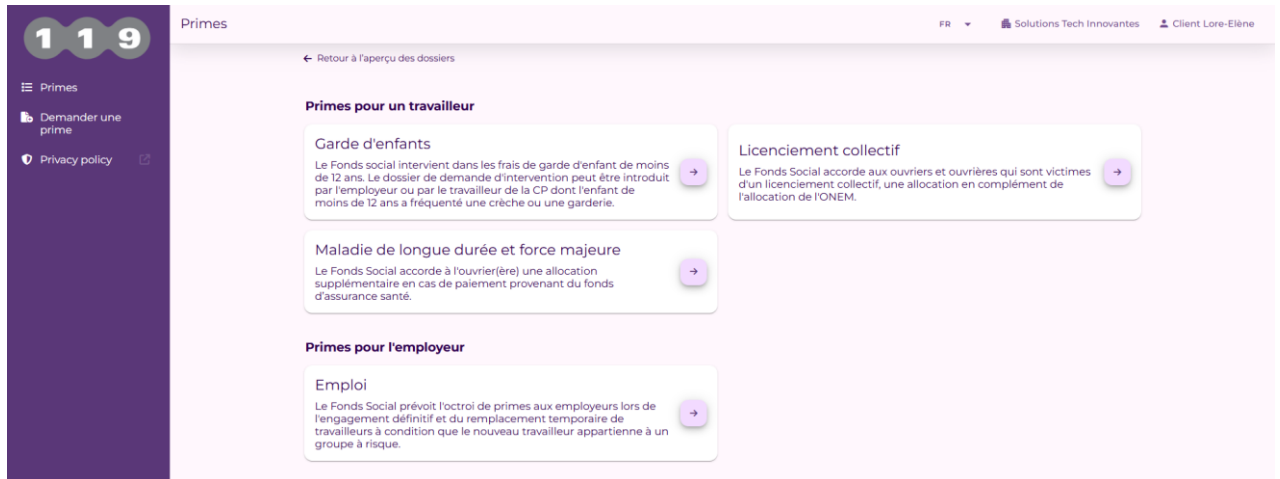 119
Primes
FR
Solutions Tech Innovantes
Client Lore-Elène
Primes
Demander une
prime
Privacy policy
Retour à l'aperçu des dossiers
Primes pour un travailleur
Garde d'enfants
Le Fonds social intervient dans les frais de garde d'enfant de moins
de 12 ans. Le dossier de demande d'intervention peut être introduit
par l'employeur ou par le travailleur de la CP dont l'enfant de
moins de 12 ans a fréquenté une crèche ou une garderie.
Licenciement collectif
Le Fonds Social accorde aux ouvriers et ouvrières qui sont victimes
d'un licenciement collectif, une allocation en complément de
l'allocation de l'ONEM.
Maladie de longue durée et force majeure
Le Fonds Social accorde à l'ouvrier(ère) une allocation
supplémentaire en cas de paiement provenant du fonds
d'assurance santé.
Primes pour l'employeur
Emploi
Le Fonds Social prévoit l'octroi de primes aux employeurs lors de
l'engagement définitif et du remplacement temporaire de
travailleurs à condition que le nouveau travailleur appartienne à un
groupe à risque.